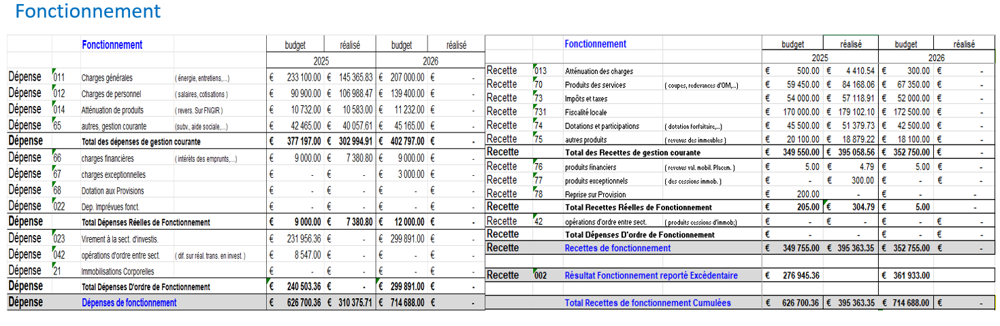 Fonctionnement
Fonctionnement budget réalisé budget réalisé
2025 2026
Dépense 011 Charges générales ( énergie, entretiens,...) € 233 100.00 € 145 365.83 € 207 000.00 € -
Dépense 012 Charges de personnel ( salaires, cotisations ) € 90 900.00 € 106 988.47 € 139 400.00 € -
Dépense 014 Atténuation de produits ( revers. Sur FNGIR ) € 10 732.00 € 10 583.00 € 11 232.00 € -
Dépense 65 autres, gestion courante (subv., aide sociale,...) € 42 465.00 € 40 057.61 € 45 165.00 € -
Dépense Total des dépenses de gestion courante € 377 197.00 € 302 994.91 € 402 797.00 € -
Dépense 66 charges financières ( intérêts des emprunts,...) € 9 000.00 € 7 380.80 € 9 000.00 € -
Dépense 67 charges exceptionnelles € - € - € 3 000.00 € -
Dépense 68 Dotation aux Provisions € - € - € - € -
Dépense 022 Dep. Imprévues fonct. € - € - € - € -
Dépense Total Dépenses Réelles de Fonctionnement € 9 000.00 € 7 380.80 € 12 000.00 € -
Dépense 023 Virement à la sect. d'investis. € 231 956.36 € - € 299 891.00 € -
Dépense 042 opérations d'ordre entre sect. ( dif. sur réal. trans. en invest. ) € 8 547.00 € - € - € -
Dépense 21 Immobilisations Corporelles € - € - € - € -
Dépense Total Dépenses D'ordre de Fonctionnement € 240 503.36 € - € 299 891.00 € -
Dépense Dépenses de fonctionnement € 626 700.36 € 310 375.71 € 714 688.00 € -
Fonctionnement budget réalisé budget réalisé
2025 2026
Recette 013 Atténuation des charges € 500.00 € 4 410.54 € 300.00 € -
Recette 70 Produits des services ( coupes, redevances d'OM,...) € 59 450.00 € 84 168.06 € 67 350.00 € -
Recette 73 Impôts et taxes € 54 000.00 € 57 118.91 € 52 000.00 € -
Recette 731 Fiscalité locale € 170 000.00 € 179 102.10 € 172 500.00 € -
Recette 74 Dotations et participations ( dotation forfaitaire,...) € 45 500.00 € 51 379.73 € 42 500.00 € -
Recette 75 autres produits ( revenus des immeubles ) € 20 100.00 € 18 879.22 € 18 100.00 € -
Recette Total des Recettes de gestion courante € 349 550.00 € 395 058.56 € 352 750.00 € -
Recette 76 produits financiers ( revenus val. mobil. Placem. ) € 5.00 € 4.79 € 5.00 € -
Recette 77 produits exceptionnels ( des cessions immob. ) € - € 300.00 € - € -
Recette 78 Reprise sur Provision € 200.00 - € - -
Recette Total Recettes Réelles de Fonctionnement € 205.00 € 304.79 € 5.00 -
Recette 42 opérations d'ordre entre sect. ( produits cessions d'immob;) € - € - € - € -
Recette Total Dépenses D'ordre de Fonctionnement € - € - € - € -
Recette Recettes de fonctionnement € 349 755.00 € 395 363.35 € 352 755.00 € -
Recette 002 Résultat Fonctionnement reporté Excédentaire € 276 945.36 € 361 933.00
Total Recettes de fonctionnement Cumulées € 626 700.36 € 395 363.35 € 714 688.00 € -